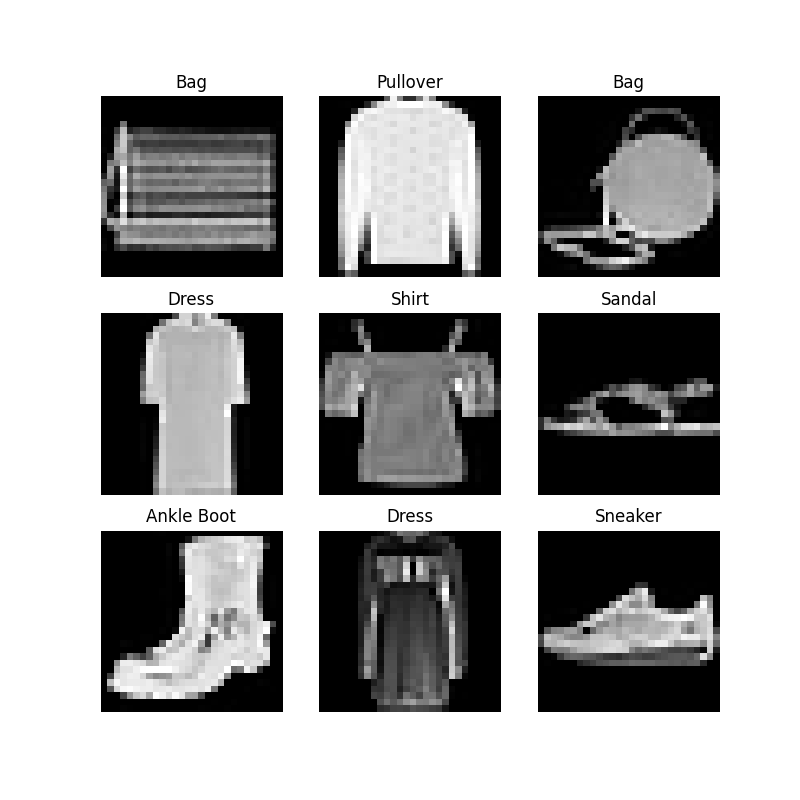 Bag
Pullover
Bag
Dress
Shirt
Sandal
Ankle Boot
Dress
Sneaker